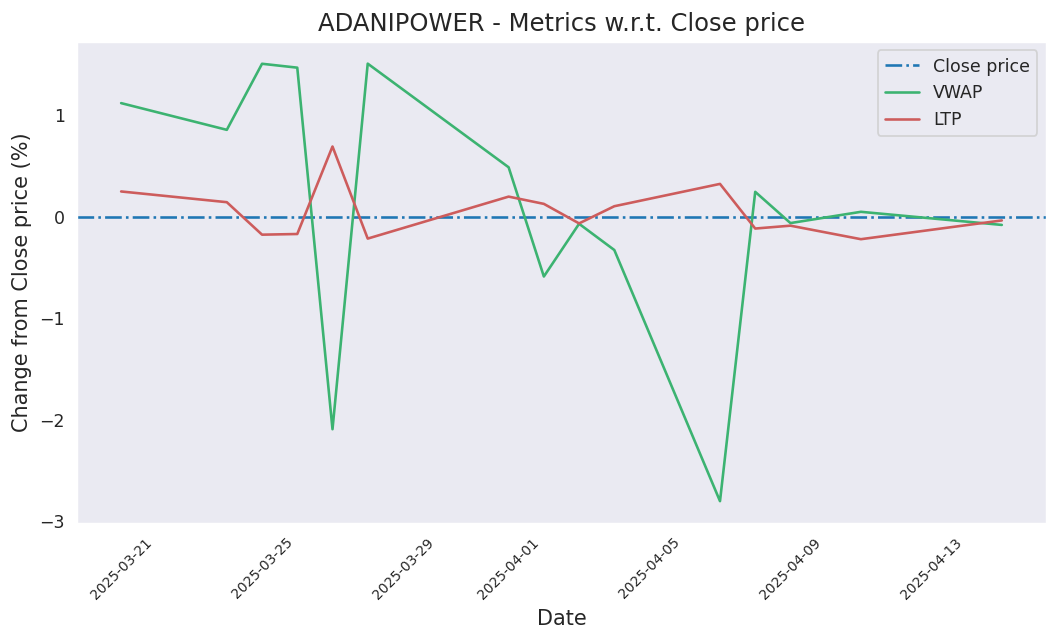 ADANIPOWER - Metrics w.r.t. Close price
Close price
VWAP
LTP
Change from Close price (%)
1
0
−1
−2
−3
2025-03-21
2025-03-25
2025-03-29
2025-04-01
2025-04-05
2025-04-09
2025-04-13
Date